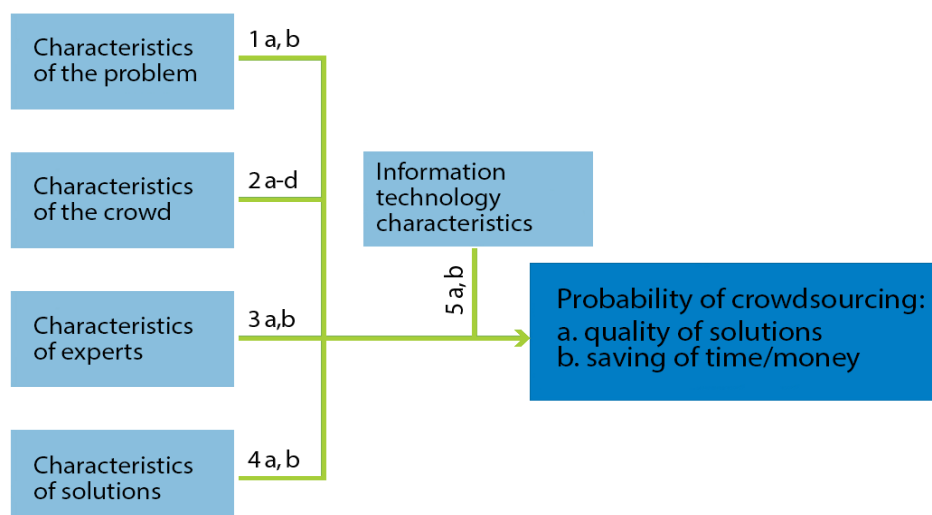 Characteristics
of the problem
1 a, b
Characteristics
of the crowd
2 a-d
Information
technology
characteristics
5 a, b
Characteristics
of experts
3 a,b
Probability of crowdsourcing:
a. quality of solutions
b. saving of time/money
Characteristics
of solutions
4 a, b